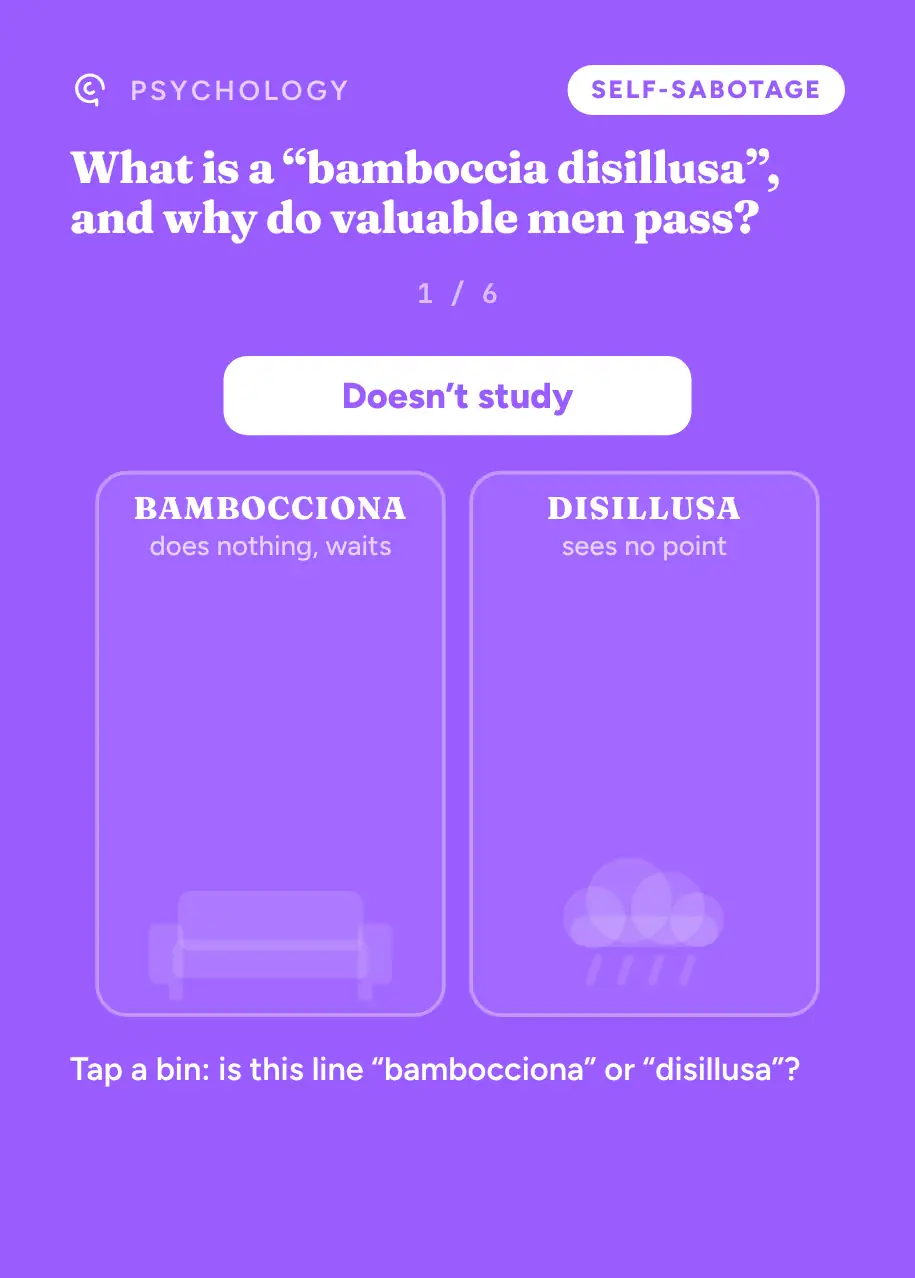 PSYCHOLOGY
SELF-SABOTAGE
What is a “bamboccia disillusa”,
and why do valuable men pass?
1 / 6
Doesn’t study
BAMBOCCIONA
does nothing, waits
DISILLUSA
sees no point
Tap a bin: is this line “bambocciona” or “disillusa”?